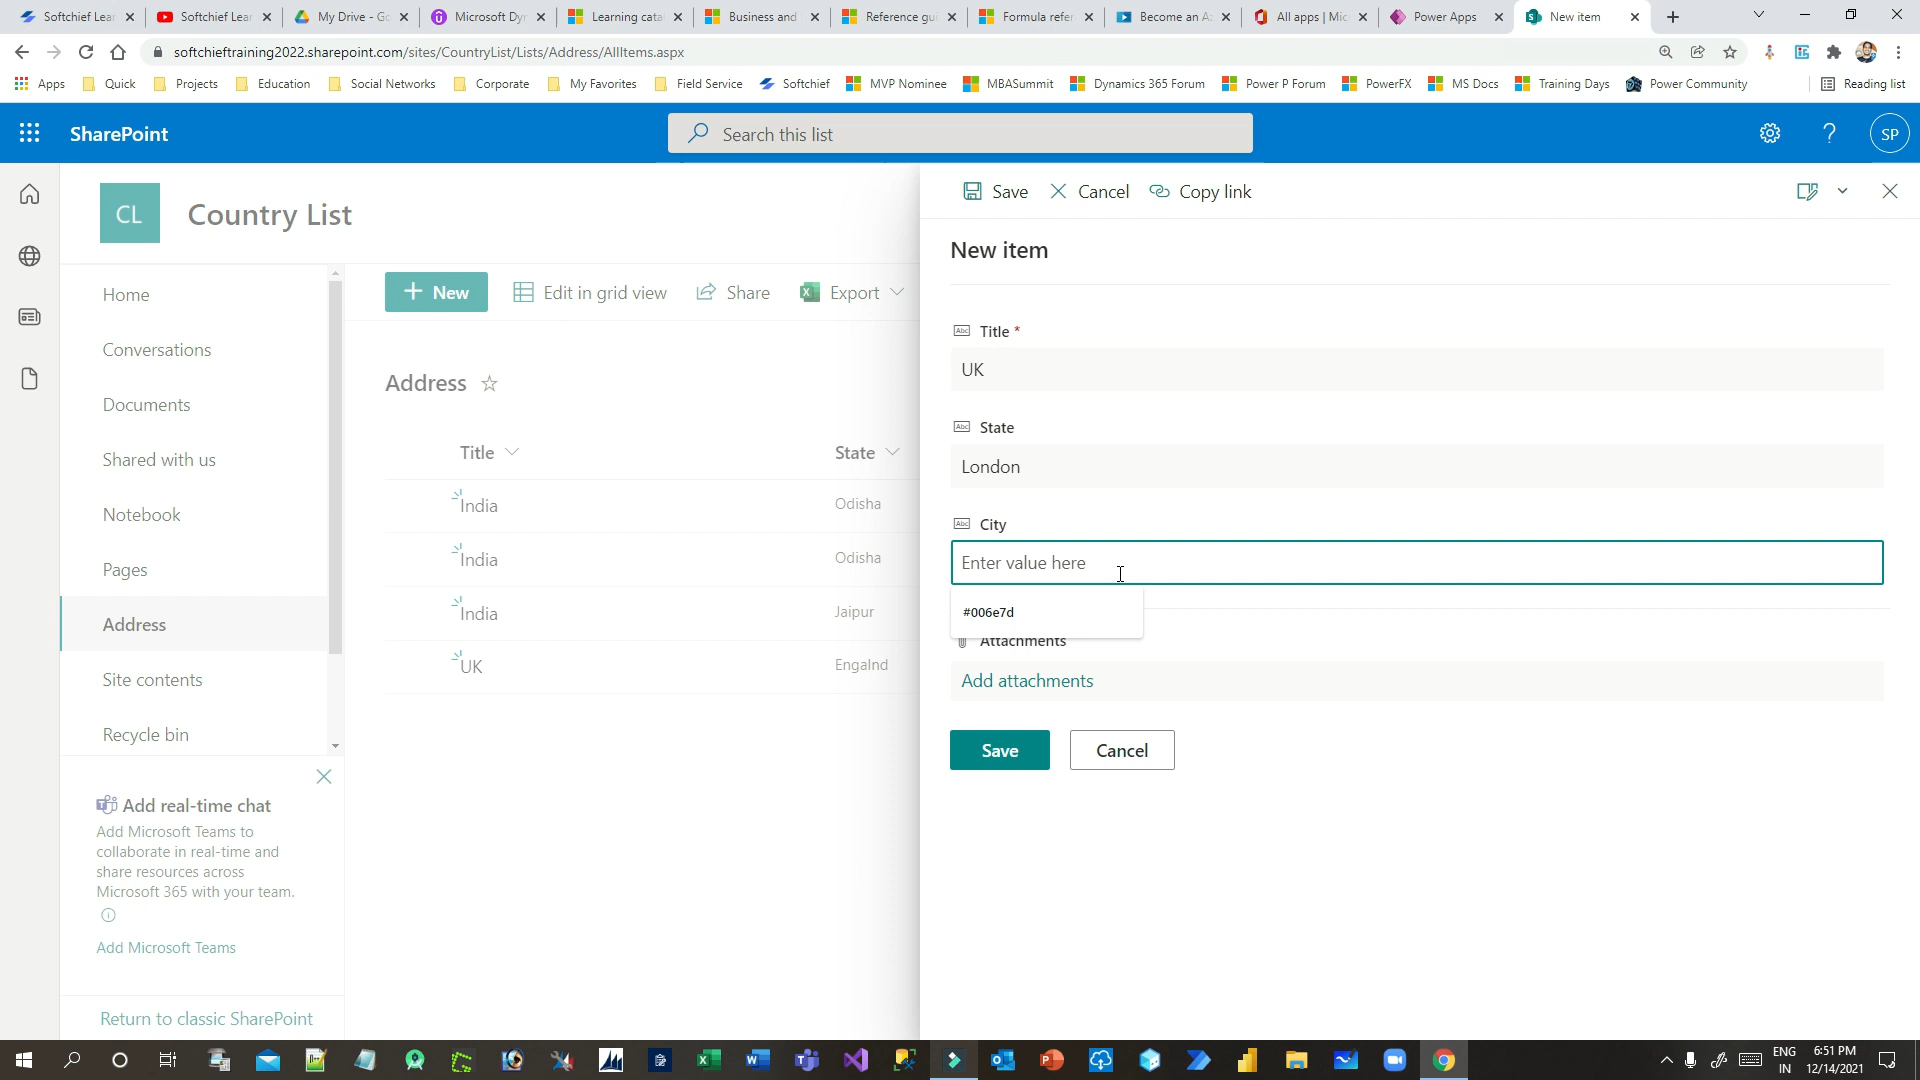 Softchief Lear
Softchief Lear
My Drive - Go
Microsoft Dyn
Learning cata
Business and
Reference gui
Formula refer
Become an Az
All apps | Mic
Power Apps
New item
softchieftraining2022.sharepoint.com/sites/CountryList/Lists/Address/AllItems.aspx
Apps
Quick
Projects
Education
Social Networks
Corporate
My Favorites
Field Service
Softchief
MVP Nominee
MBASummit
Dynamics 365 Forum
Power P Forum
PowerFX
MS Docs
Training Days
Power Community
Reading list
SharePoint
Search this list
SP
CL
Country List
Home
Conversations
Documents
Shared with us
Notebook
Pages
Address
Site contents
Recycle bin
Add real-time chat
Add Microsoft Teams to
collaborate in real-time and
share resources across
Microsoft 365 with your team.
Add Microsoft Teams
Return to classic SharePoint
New
Edit in grid view
Share
Export
Address
Title
State
India
Odisha
India
Odisha
India
Jaipur
UK
Engalnd
Save
Cancel
Copy link
New item
Abc Title *
UK
Abc State
London
Abc City
Enter value here
#006e7d
Attachments
Add attachments
Save
Cancel
ENG
IN
6:51 PM
12/14/2021